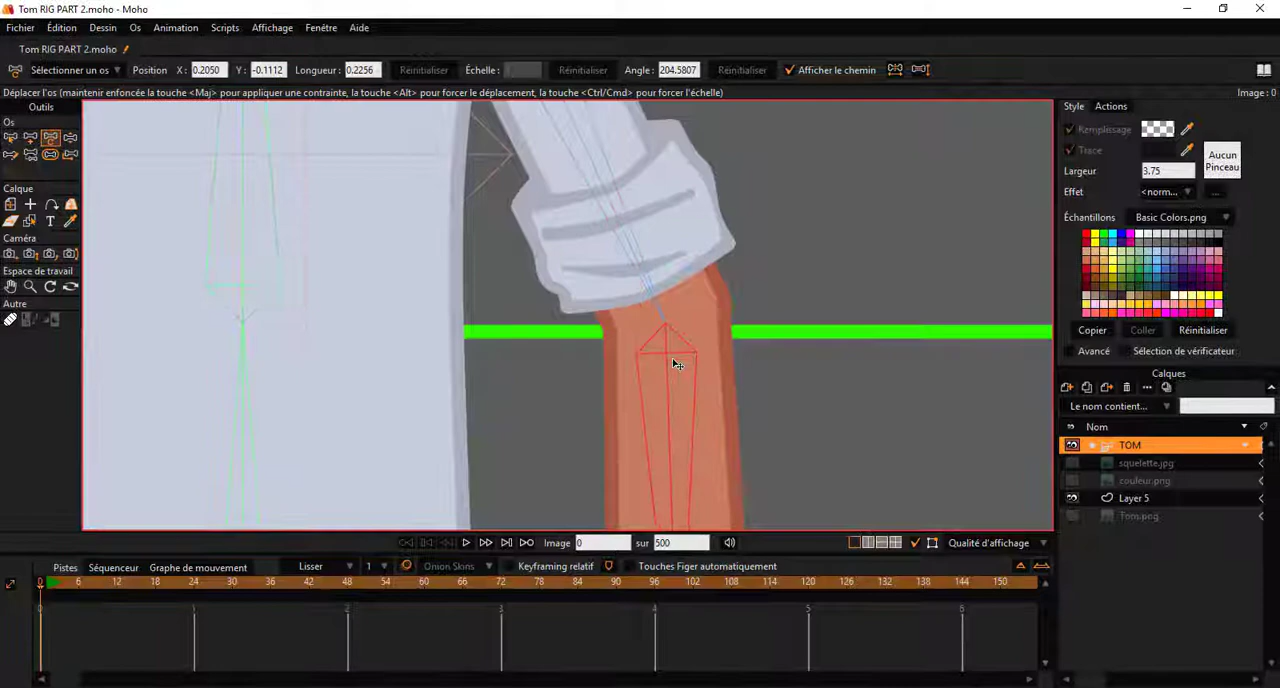 Tom RIG PART 2.moho - Moho
Fichier Édition Dessin Os Animation Scripts Affichage Fenêtre Aide
Tom RIG PART 2.moho
Sélectionner un os Position X : 0.2050 Y : -0.1112 Longueur : 0.2256 Réinitialiser Échelle : Réinitialiser Angle : 204.5807 Réinitialiser Afficher le chemin
Déplacer l'os (maintenir enfoncée la touche <Maj> pour appliquer une contrainte, la touche <Alt> pour forcer le déplacement, la touche <Ctrl/Cmd> pour forcer l'échelle) Image : 0
Outils
Os
Calque
Caméra
Espace de travail
Autre
Style Actions
Remplissage
Trace
Aucun Pinceau
Largeur 3.75
Effet <norm... ...
Échantillons Basic Colors.png
Copier Coller Réinitialiser
Avancé Sélection de vérificateur
Calques
Le nom contient...
Nom
TOM
squelette.jpg
couleur.png
Layer 5
Tom.png
Image 0 sur 500 Qualité d'affichage
Pistes Séquenceur Graphe de mouvement Lisser 1 Onion Skins Keyframing relatif Touches Figer automatiquement
0 6 12 18 24 30 36 42 48 54 60 66 72 78 84 90 96 102 108 114 120 126 132 138 144 150
0 1 2 3 4 5 6